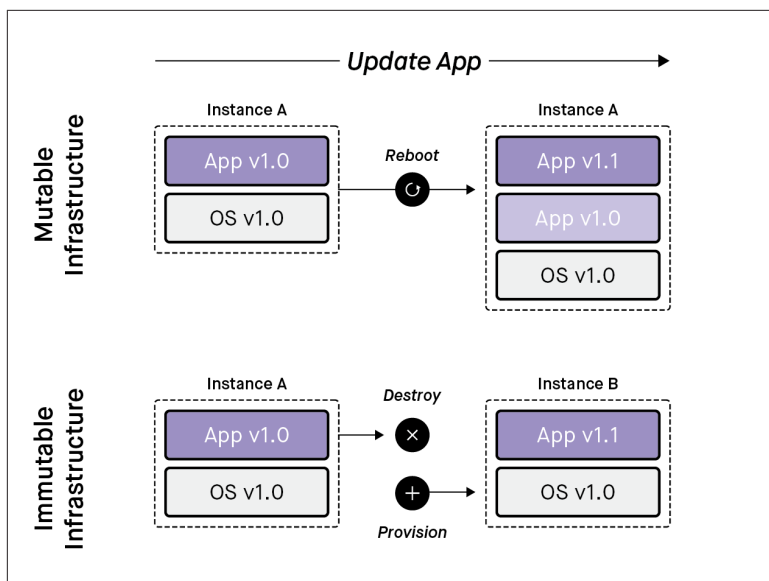 Update App
Mutable
Infrastructure
Instance A
App v1.0
OS v1.0
Reboot
Instance A
App v1.1
App v1.0
OS v1.0
Immutable
Infrastructure
Instance A
App v1.0
OS v1.0
Destroy
Provision
Instance B
App v1.1
OS v1.0